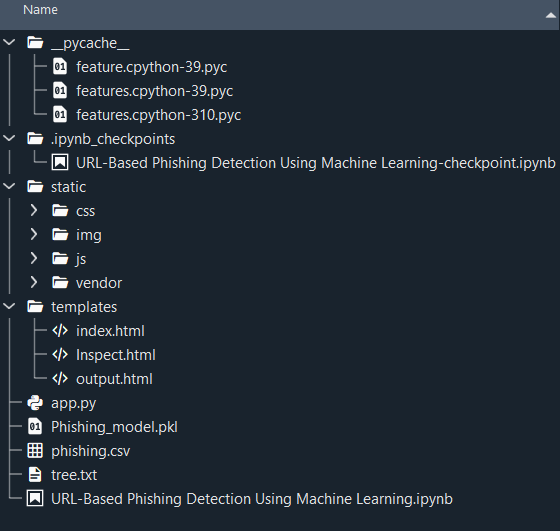 Name
__pycache__
feature.cpython-39.pyc
features.cpython-39.pyc
features.cpython-310.pyc
.ipynb_checkpoints
URL-Based Phishing Detection Using Machine Learning-checkpoint.ipynb
static
css
img
js
vendor
templates
index.html
Inspect.html
output.html
app.py
Phishing_model.pkl
phishing.csv
tree.txt
URL-Based Phishing Detection Using Machine Learning.ipynb